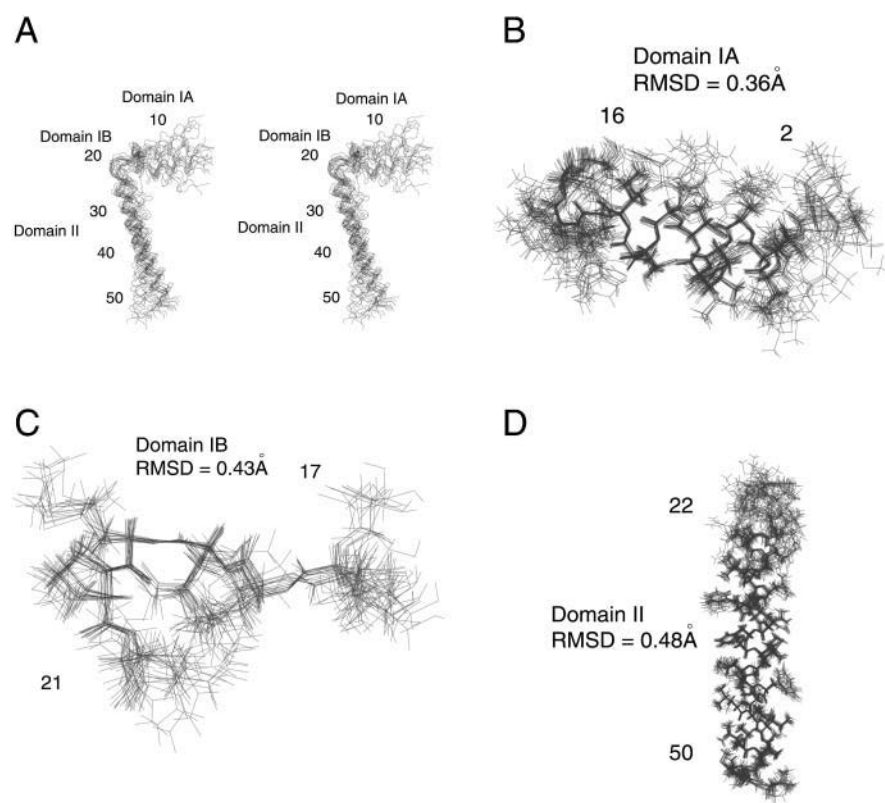 A
Domain IA
10
Domain IB
20
30
Domain II
40
50
Domain IA
10
Domain IB
20
30
Domain II
40
50
B
Domain IA
RMSD = 0.36Å
16
2
C
Domain IB
RMSD = 0.43Å
17
21
D
22
Domain II
RMSD = 0.48Å
50